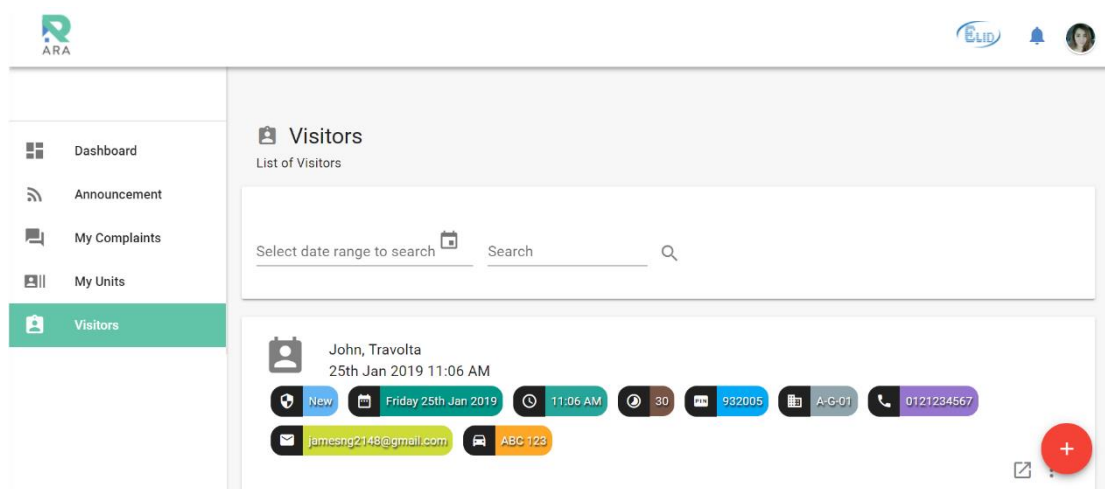 ARA
ELID
Dashboard
Announcement
My Complaints
My Units
Visitors
Visitors
List of Visitors
Select date range to search
Search
John, Travolta
25th Jan 2019 11:06 AM
New Friday 25th Jan 2019 11:06 AM 30 PIN 932005 A-G-01 0121234567
jamesng2148@gmail.com ABC 123